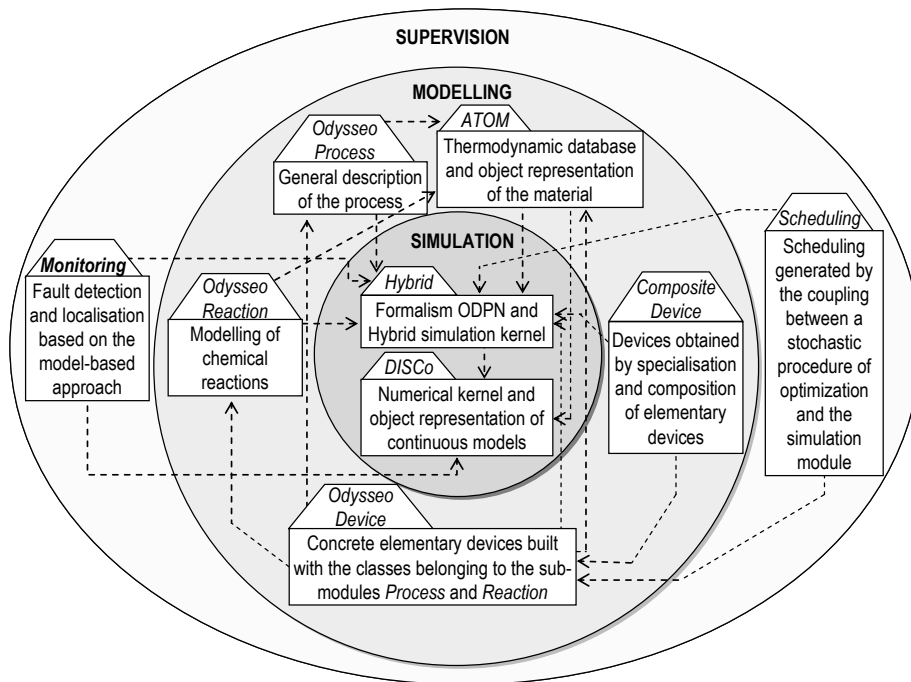 SUPERVISION
MODELLING
Odysseo
Process
General description
of the process
ATOM
Thermodynamic database
and object representation
of the material
Scheduling
Scheduling
generated by
the coupling
between a
stochastic
procedure of
optimization
and the
simulation
module
SIMULATION
Monitoring
Fault detection
and localisation
based on the
model-based
approach
Odysseo
Reaction
Modelling of
chemical
reactions
Hybrid
Formalism ODPN and
Hybrid simulation kernel
Composite
Device
Devices obtained
by specialisation
and composition
of elementary
devices
DISCo
Numerical kernel and
object representation of
continuous models
Odysseo
Device
Concrete elementary devices built
with the classes belonging to the sub-
modules Process and Reaction